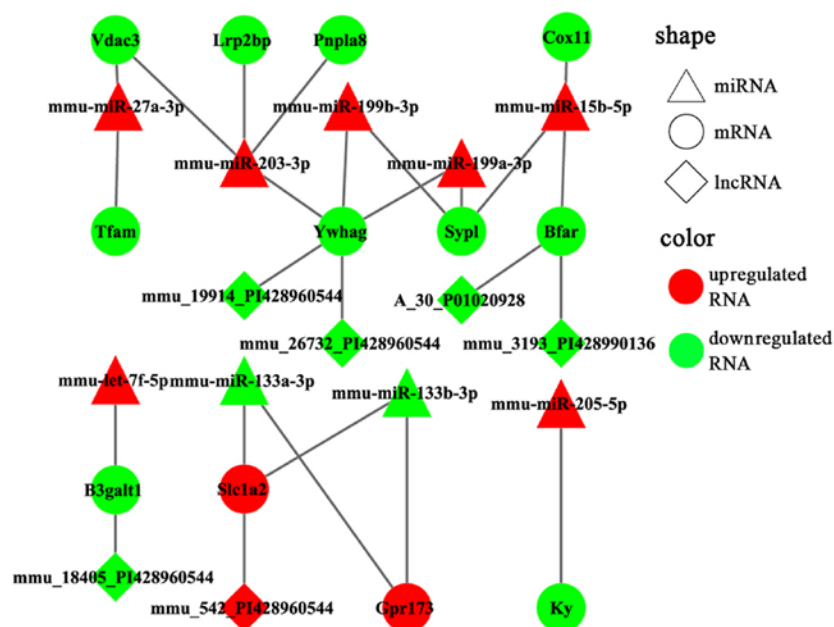 Vdac3
Lrp2bp
Pnpla8
Cox11
shape
mmu-miR-27a-3p
mmu-miR-199b-3p
mmu-miR-15b-5p
miRNA
mRNA
mmu-miR-203-3p
mmu-miR-199a-3p
lncRNA
Tfam
Ywhag
Sypl
Bfar
color
mmu_19914_PI428960544
A_30_P01020928
upregulated
RNA
mmu_26732_PI428960544
mmu_3193_PI428990136
downregulated
RNA
mmu-let-7f-5p
mmu-miR-133a-3p
mmu-miR-133b-3p
mmu-miR-205-5p
B3galt1
Slc1a2
mmu_18405_PI428960544
mmu_542_PI428960544
Gpr173
Ky